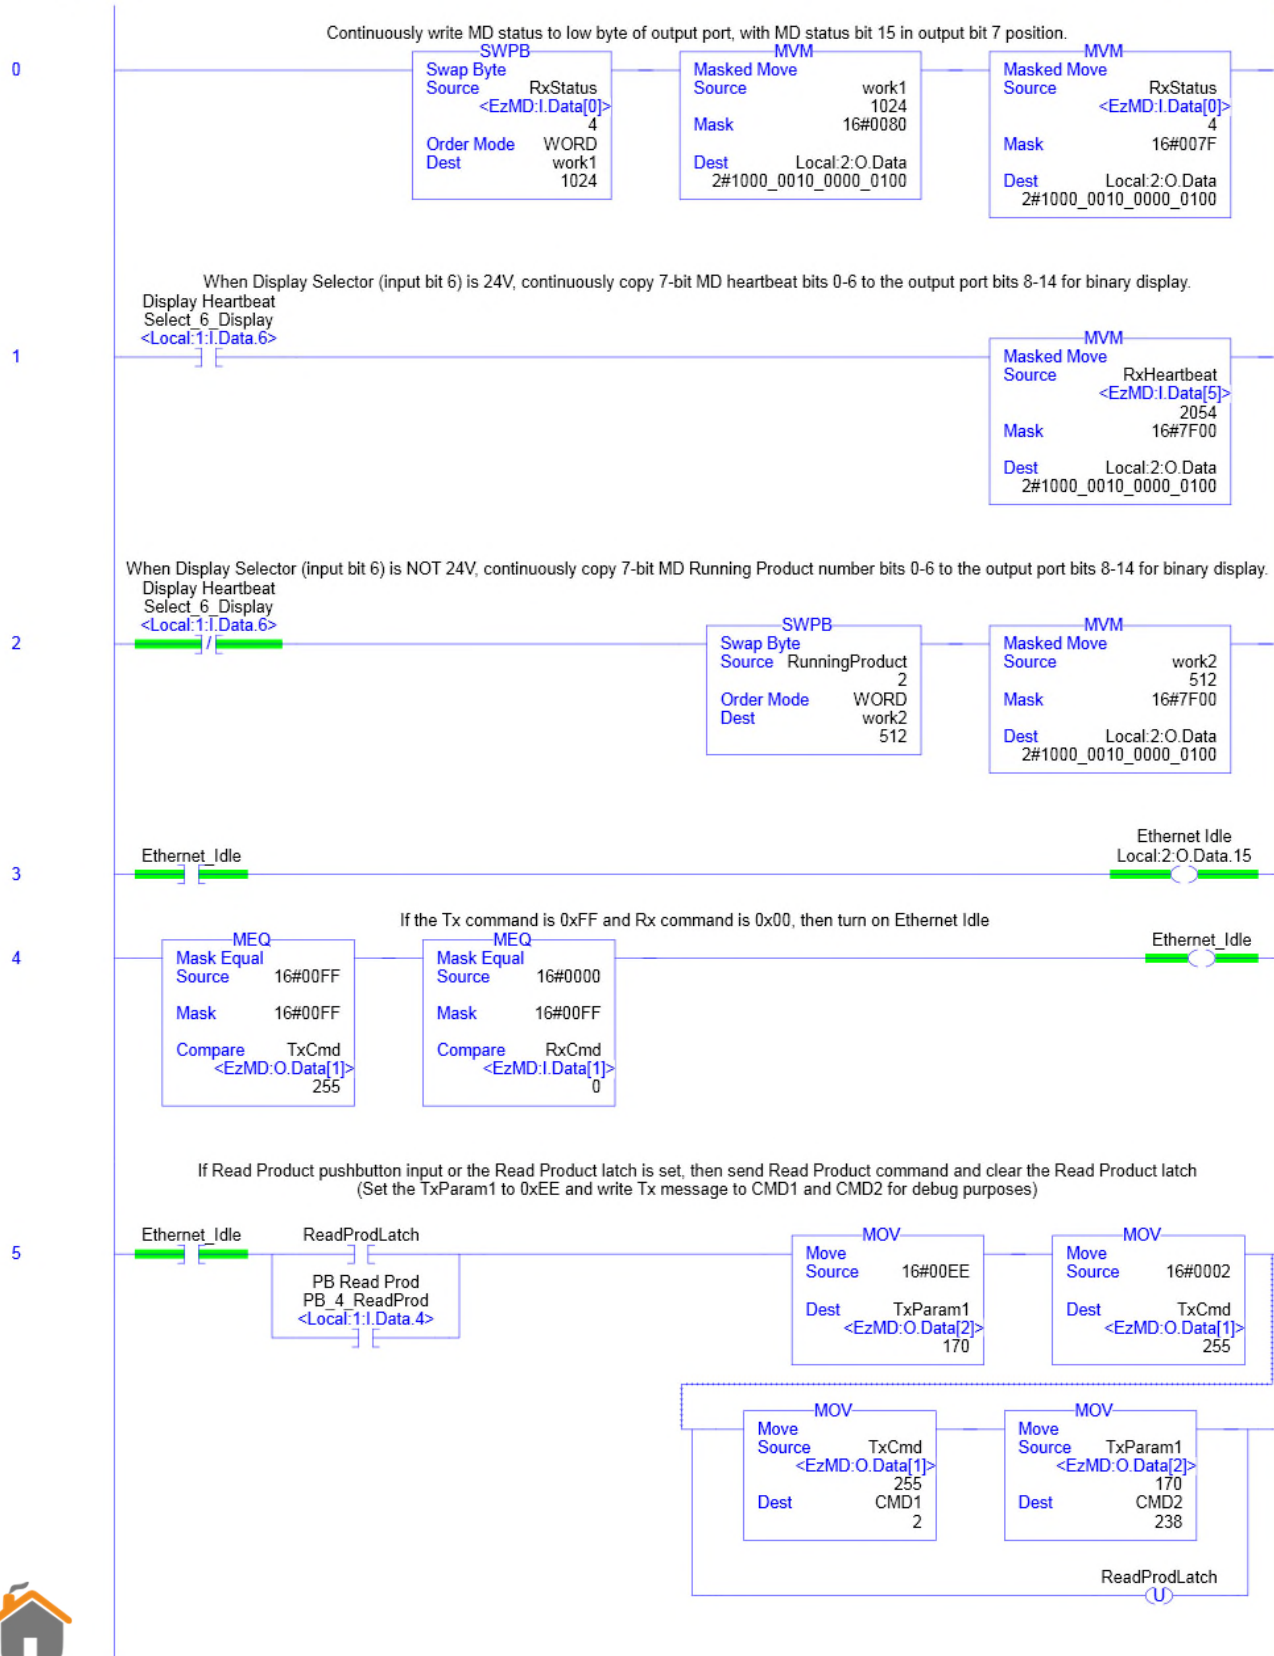 Continuously write MD status to low byte of output port, with MD status bit 15 in output bit 7 position.
0
SWPB
Swap Byte
Source RxStatus
<EzMD:I.Data[0]>
4
Order Mode WORD
Dest work1
1024
MVM
Masked Move
Source work1
1024
Mask 16#0080
Dest Local:2:O.Data
2#1000_0010_0000_0100
MVM
Masked Move
Source RxStatus
<EzMD:I.Data[0]>
4
Mask 16#007F
Dest Local:2:O.Data
2#1000_0010_0000_0100
When Display Selector (input bit 6) is 24V, continuously copy 7-bit MD heartbeat bits 0-6 to the output port bits 8-14 for binary display.
1
Display Heartbeat
Select_6_Display
<Local:1:I.Data.6>
MVM
Masked Move
Source RxHeartbeat
<EzMD:I.Data[5]>
2054
Mask 16#7F00
Dest Local:2:O.Data
2#1000_0010_0000_0100
When Display Selector (input bit 6) is NOT 24V, continuously copy 7-bit MD Running Product number bits 0-6 to the output port bits 8-14 for binary display.
2
Display Heartbeat
Select_6_Display
<Local:1:I.Data.6>
SWPB
Swap Byte
Source RunningProduct
2
Order Mode WORD
Dest work2
512
MVM
Masked Move
Source work2
512
Mask 16#7F00
Dest Local:2:O.Data
2#1000_0010_0000_0100
3
Ethernet_Idle
Ethernet Idle
Local:2:O.Data.15
If the Tx command is 0xFF and Rx command is 0x00, then turn on Ethernet Idle
4
MEQ
Mask Equal
Source 16#00FF
Mask 16#00FF
Compare TxCmd
<EzMD:O.Data[1]>
255
MEQ
Mask Equal
Source 16#0000
Mask 16#00FF
Compare RxCmd
<EzMD:I.Data[1]>
0
Ethernet_Idle
If Read Product pushbutton input or the Read Product latch is set, then send Read Product command and clear the Read Product latch
(Set the TxParam1 to 0xEE and write Tx message to CMD1 and CMD2 for debug purposes)
5
Ethernet_Idle
ReadProdLatch
PB Read Prod
PB_4_ReadProd
<Local:1:I.Data.4>
MOV
Move
Source 16#00EE
Dest TxParam1
<EzMD:O.Data[2]>
170
MOV
Move
Source 16#0002
Dest TxCmd
<EzMD:O.Data[1]>
255
MOV
Move
Source TxCmd
<EzMD:O.Data[1]>
255
Dest CMD1
2
MOV
Move
Source TxParam1
<EzMD:O.Data[2]>
170
Dest CMD2
238
ReadProdLatch
U